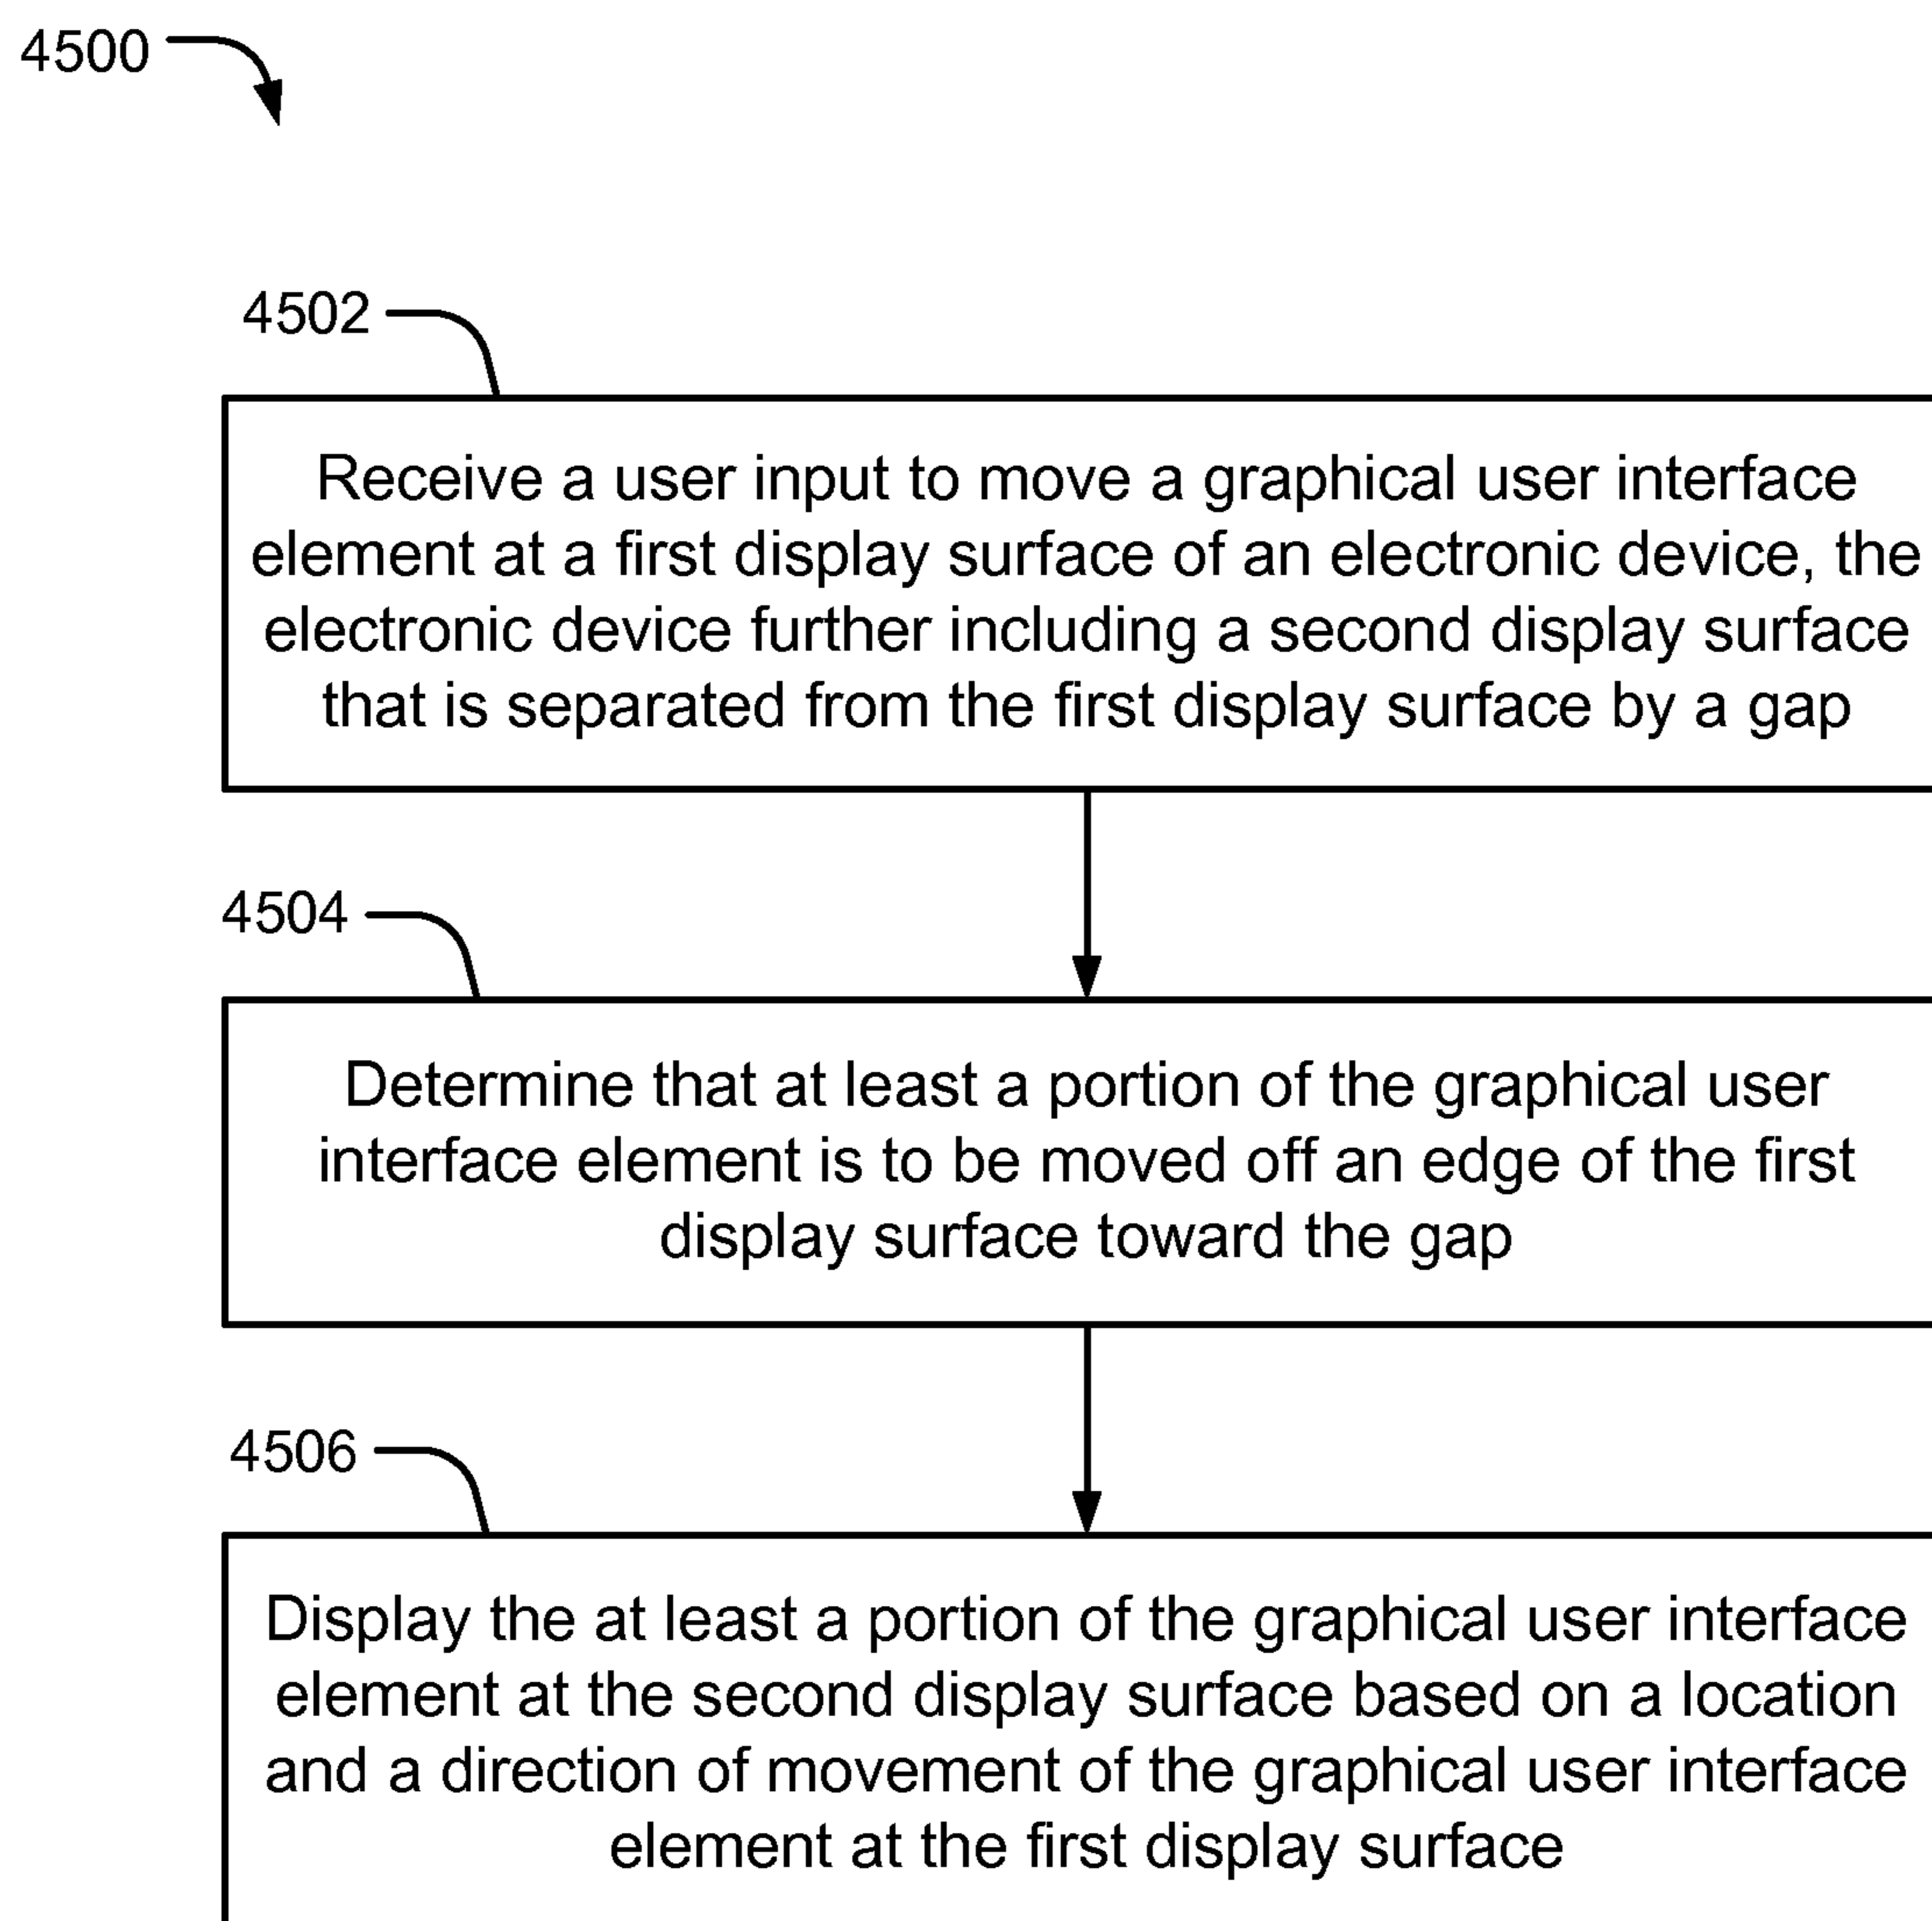 4500
4502
Receive a user input to move a graphical user interface
element at a first display surface of an electronic device, the
electronic device further including a second display surface
that is separated from the first display surface by a gap
4504
Determine that at least a portion of the graphical user
interface element is to be moved off an edge of the first
display surface toward the gap
4506
Display the at least a portion of the graphical user interface
element at the second display surface based on a location
and a direction of movement of the graphical user interface
element at the first display surface